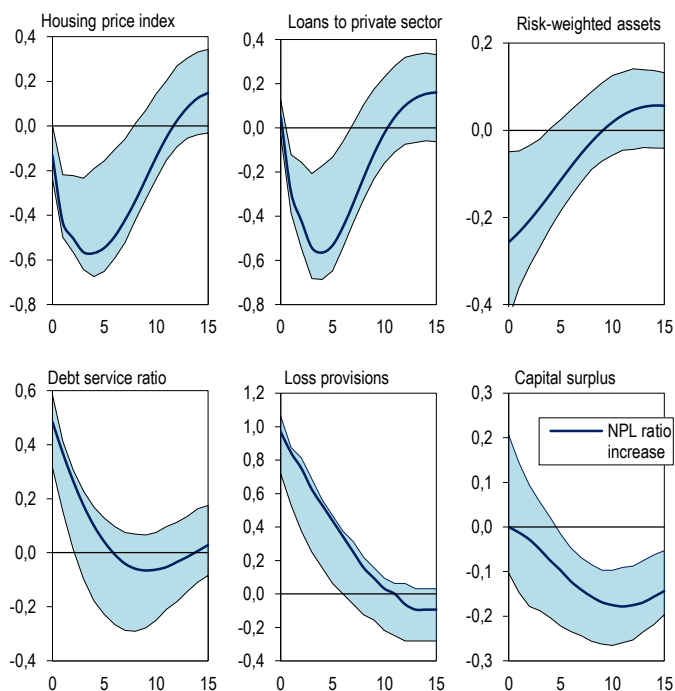 Housing price index
Loans to private sector
Risk-weighted assets
0,4
0,2
0,0
-0,2
-0,4
-0,6
-0,8
0 5 10 15
0,4
0,2
0,0
-0,2
-0,4
-0,6
-0,8
0 5 10 15
0,2
0,0
-0,2
-0,4
0 5 10 15
Debt service ratio
Loss provisions
Capital surplus
0,6
0,4
0,2
0,0
-0,2
-0,4
0 5 10 15
1,2
1,0
0,8
0,6
0,4
0,2
0,0
-0,2
-0,4
0 5 10 15
0,3
0,2
0,1
0,0
-0,1
-0,2
-0,3
0 5 10 15
NPL ratio
increase